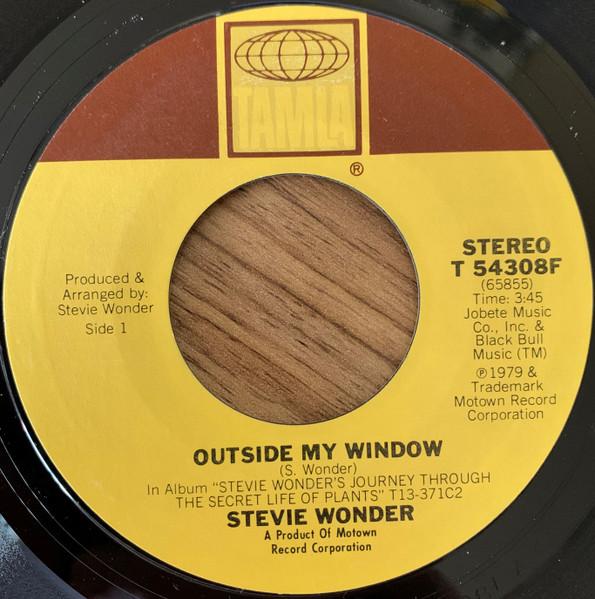 TAMLA
®
Produced &
Arranged by:
Stevie Wonder
Side 1
STEREO
T 54308F
(65855)
Time: 3:45
Jobete Music
Co., Inc. &
Black Bull
Music (TM)
℗1979 &
Trademark
Motown Record
Corporation
OUTSIDE MY WINDOW
(S. Wonder)
In Album "STEVIE WONDER'S JOURNEY THROUGH
THE SECRET LIFE OF PLANTS" T13-371C2
STEVIE WONDER
A Product Of Motown
Record Corporation